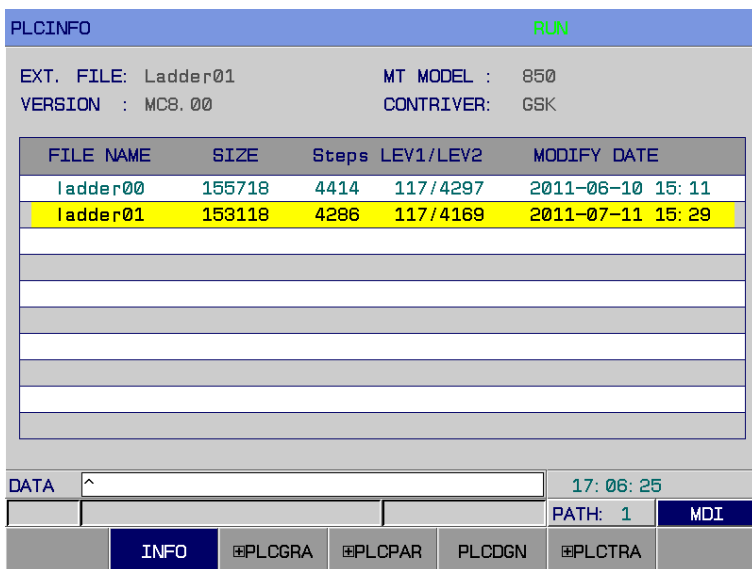 PLCINFO RUN
EXT. FILE: Ladder01 MT MODEL : 850
VERSION : MC8.00 CONTRIVER: GSK
FILE NAME SIZE Steps LEV1/LEV2 MODIFY DATE
ladder00 155718 4414 117/4297 2011-06-10 15:11
ladder01 153118 4286 117/4169 2011-07-11 15:29
DATA ^ 17:06:25
PATH: 1 MDI
INFO ⊞PLCGRA ⊞PLCPAR PLCDGN ⊞PLCTRA